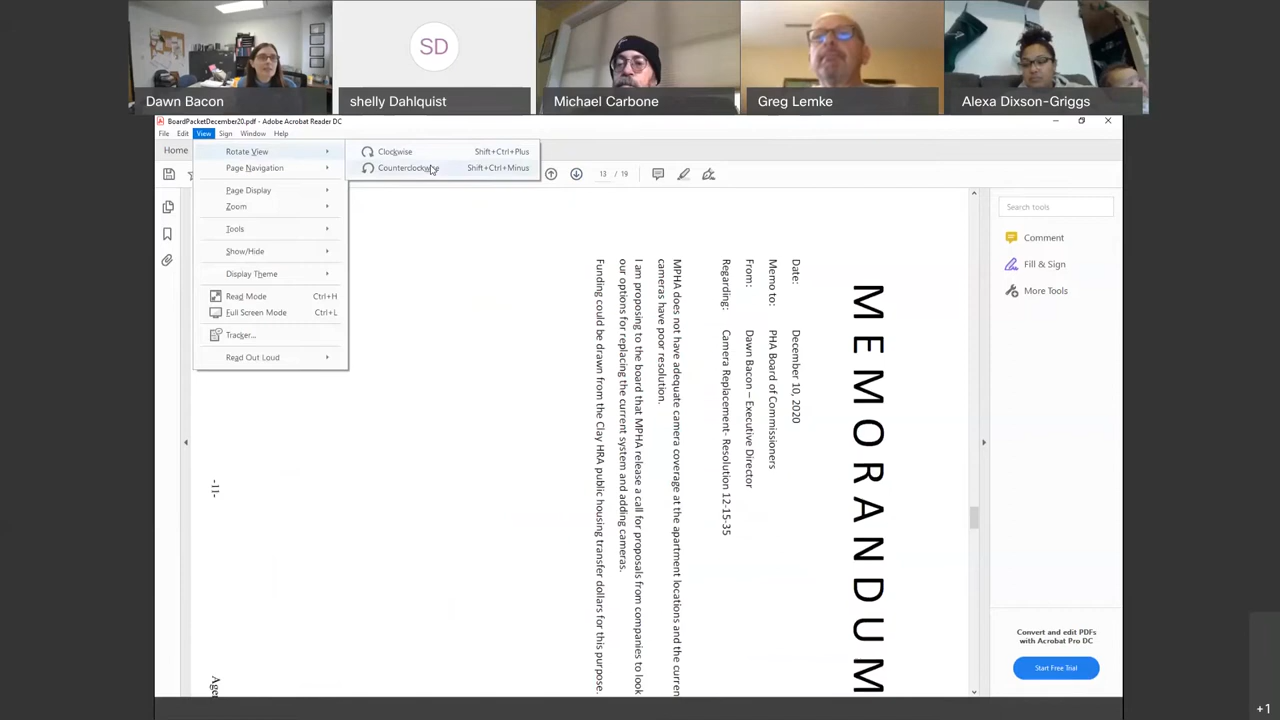 SD
Dawn Bacon
shelly Dahlquist
Michael Carbone
Greg Lemke
Alexa Dixson-Griggs
BoardPacketDecember20.pdf - Adobe Acrobat Reader DC
File Edit View Sign Window Help
Home
Rotate View
Page Navigation
Page Display
Zoom
Tools
Show/Hide
Display Theme
Read Mode Ctrl+H
Full Screen Mode Ctrl+L
Tracker...
Read Out Loud
Clockwise Shift+Ctrl+Plus
Shift+Ctrl+Minus
13 / 19
Search tools
Comment
Fill & Sign
More Tools
Convert and edit PDFs
with Acrobat Pro DC
Start Free Trial
MEMORANDUM
Date: December 10, 2020
Memo to: PHA Board of Commissioners
From: Dawn Bacon – Executive Director
Regarding: Camera Replacement- Resolution 12-15-35
MPHA does not have adequate camera coverage at the apartment locations and the curren
cameras have poor resolution.
I am proposing to the board that MPHA release a call for proposals from companies to look
our options for replacing the current system and adding cameras.
Funding could be drawn from the Clay HRA public housing transfer dollars for this purpose.
-11-
+1